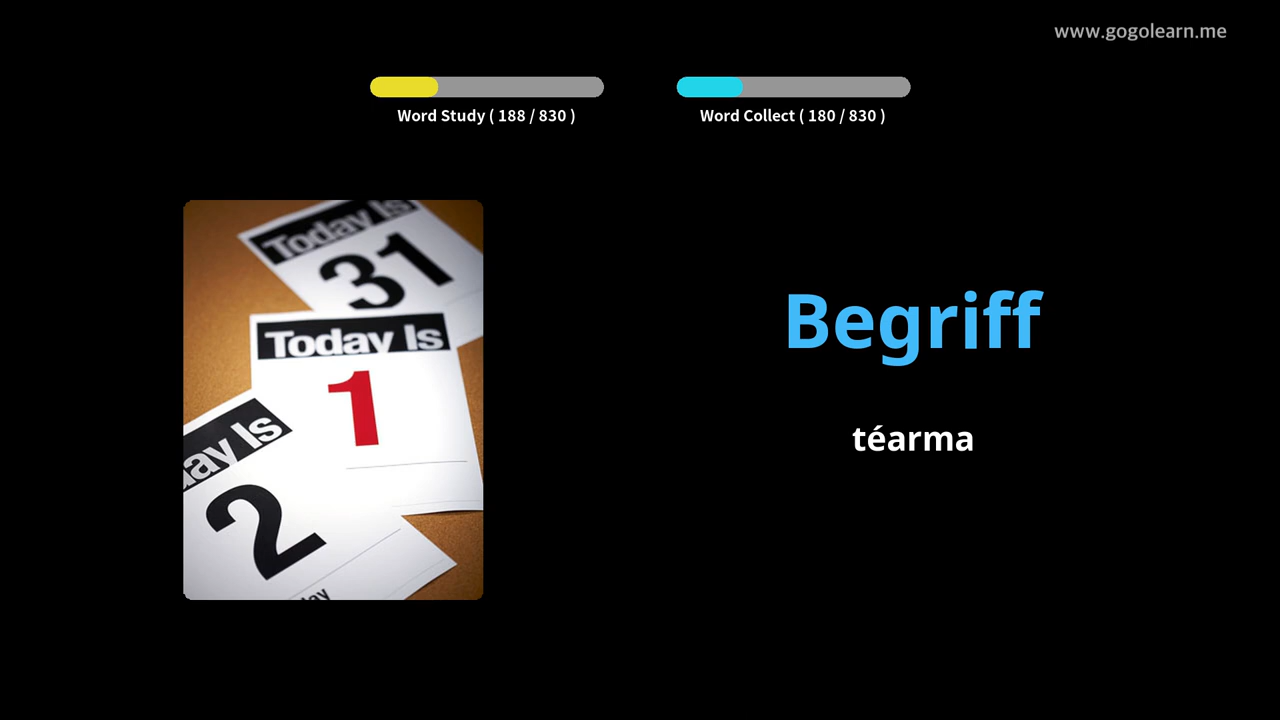 www.gogolearn.me
Word Study ( 188 / 830 )
Word Collect ( 180 / 830 )
Today Is
31
Today Is
1
day Is
2
Begriff
téarma